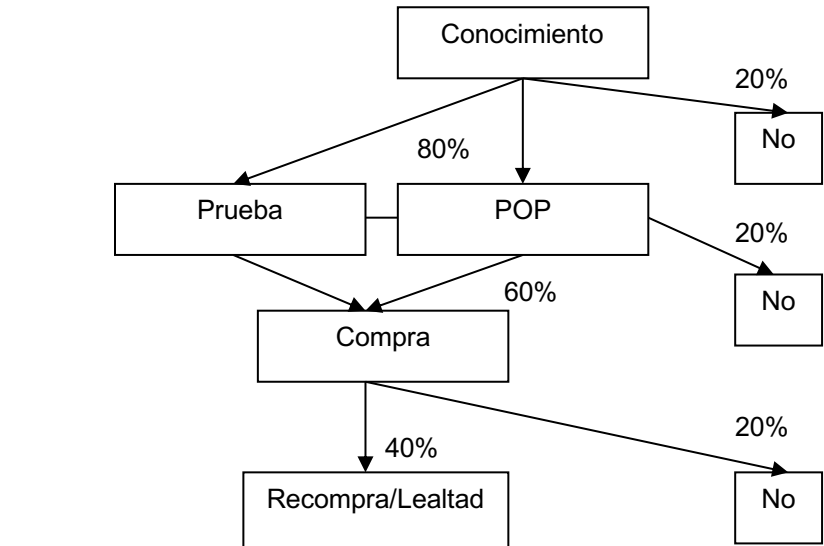 Conocimiento
20%
No
80%
Prueba
POP
20%
No
60%
Compra
20%
40%
Recompra/Lealtad
No